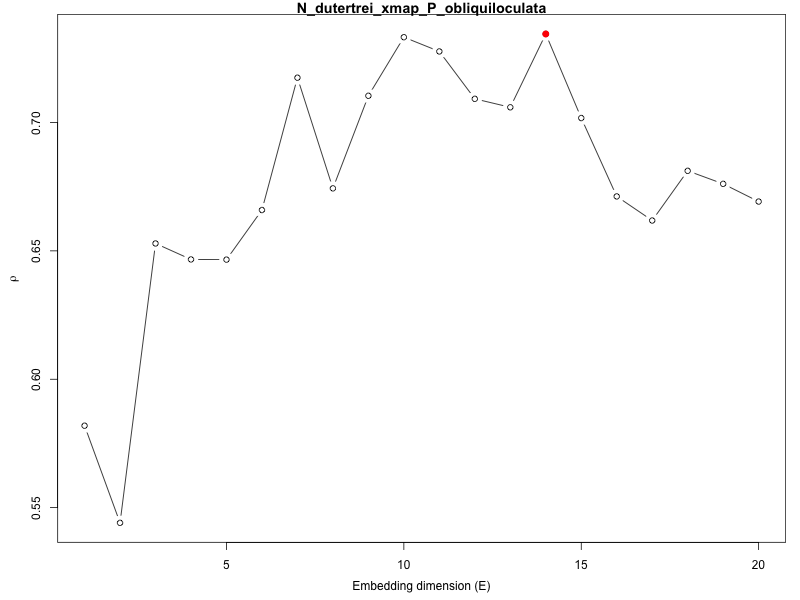 N_dutertrei_xmap_P_obliquiloculata
0.70
0.65
0.60
0.55
ρ
5 10 15 20
Embedding dimension (E)